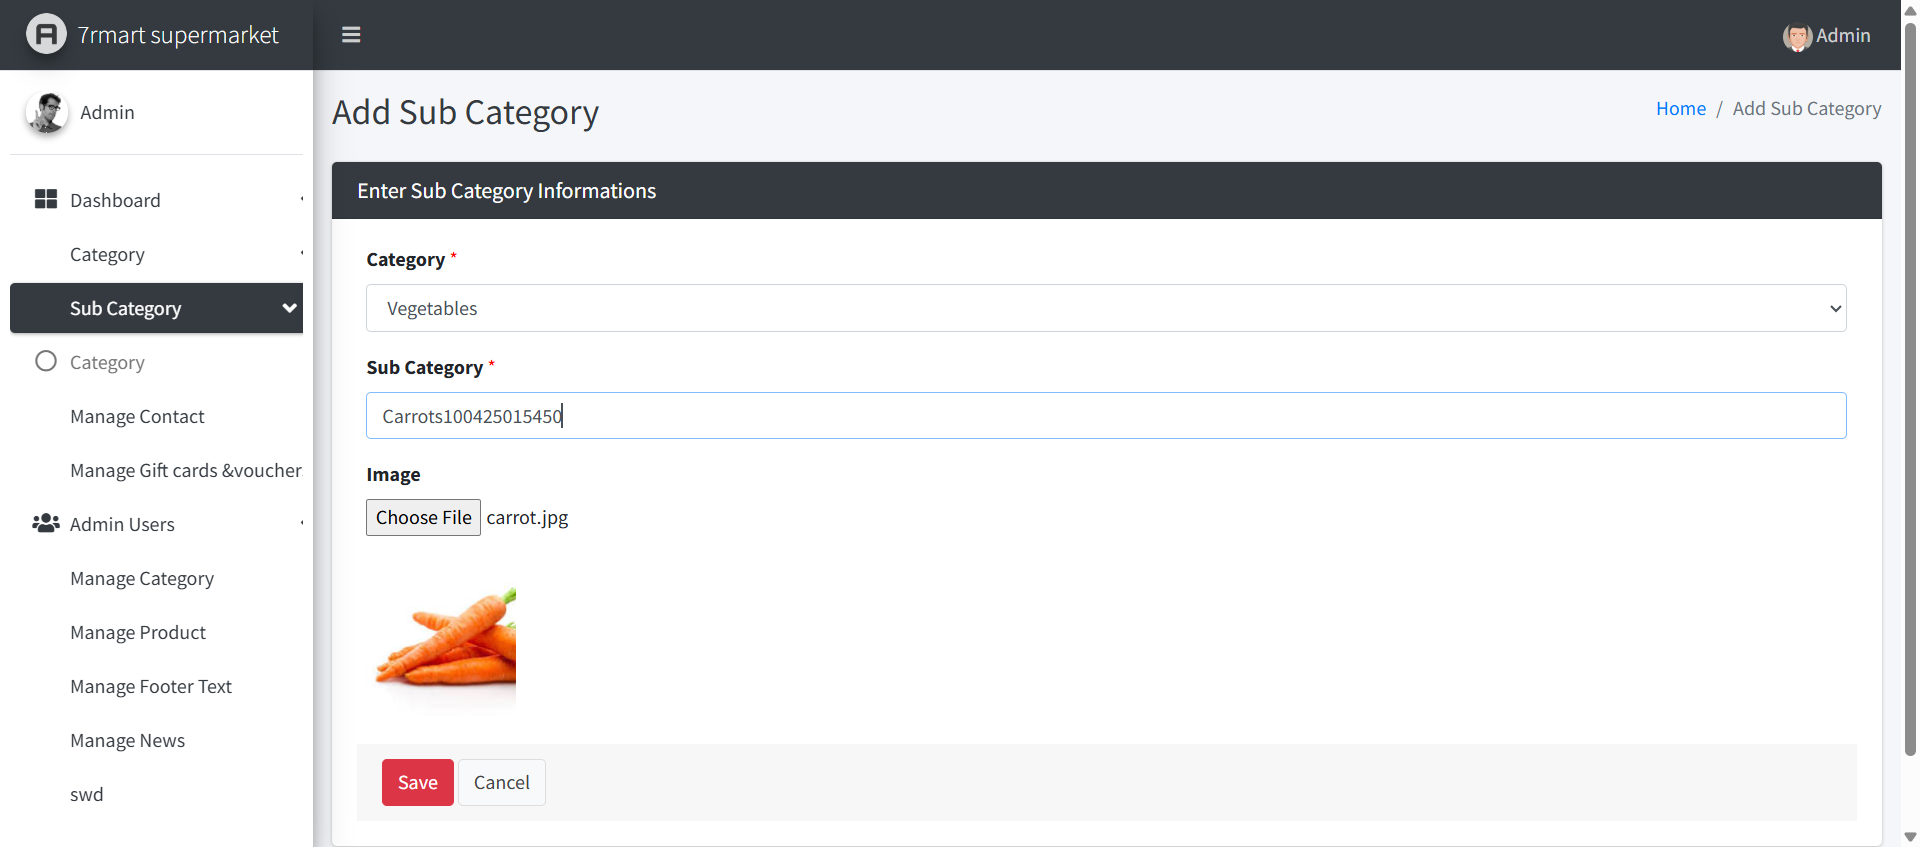 7rmart supermarket
Admin
Admin
Add Sub Category
Home / Add Sub Category
Dashboard
Category
Sub Category
Category
Manage Contact
Manage Gift cards &voucher
Admin Users
Manage Category
Manage Product
Manage Footer Text
Manage News
swd
Enter Sub Category Informations
Category *
Vegetables
Sub Category *
Carrots100425015450
Image
Choose File carrot.jpg
Save Cancel